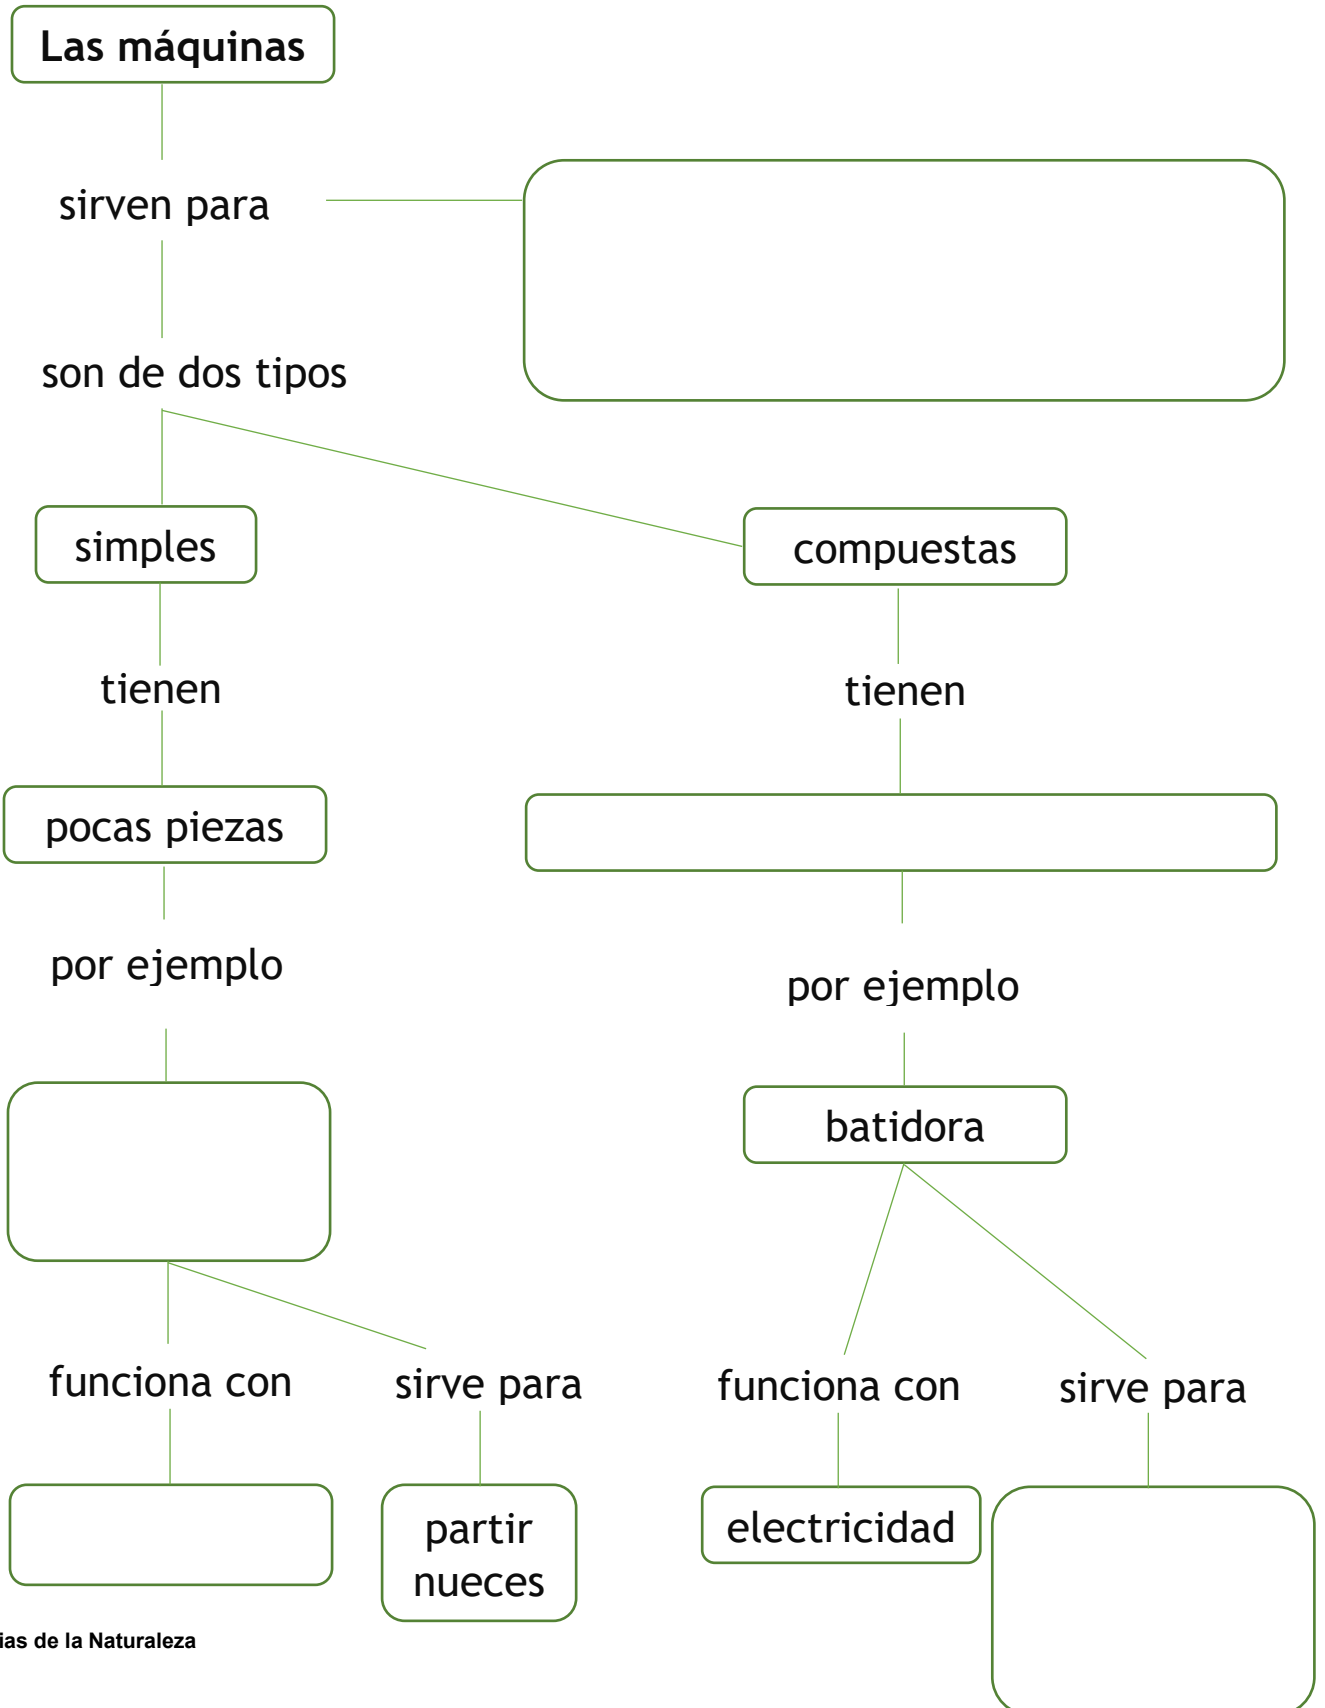 Las máquinas
sirven para
son de dos tipos
simples
compuestas
tienen
tienen
pocas piezas
por ejemplo
por ejemplo
batidora
funciona con
sirve para
funciona con
sirve para
partir
nueces
electricidad
ias de la Naturaleza